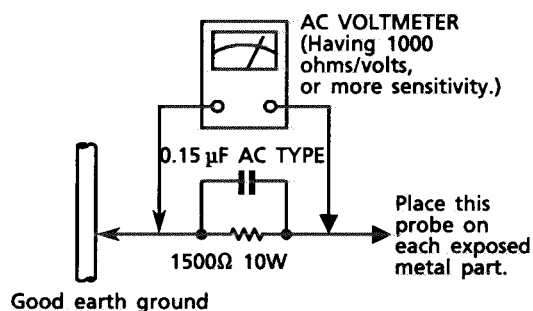 AC VOLTMETER
(Having 1000
ohms/volts,
or more sensitivity.)
0.15 μF AC TYPE
1500Ω 10W
Place this
probe on
each exposed
metal part.
Good earth ground